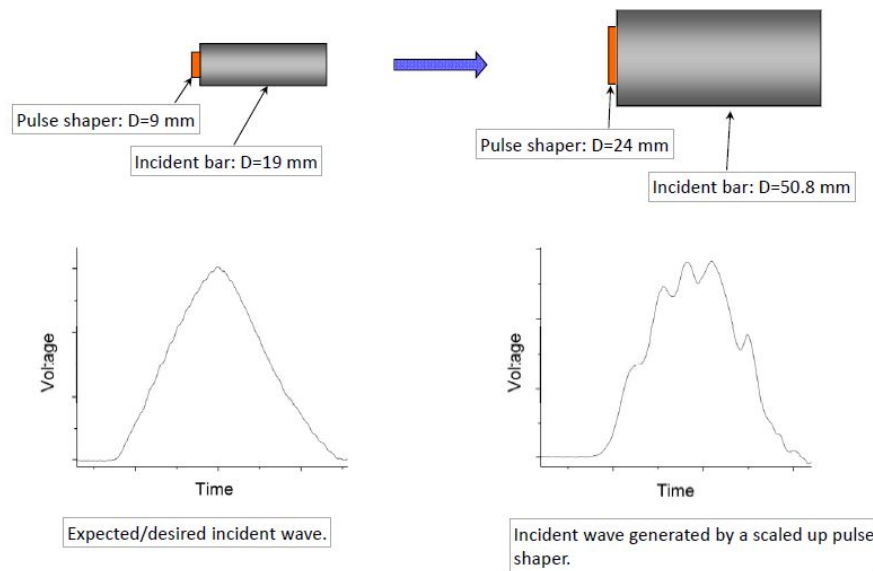 Pulse shaper: D=9 mm
Incident bar: D=19 mm
Pulse shaper: D=24 mm
Incident bar: D=50.8 mm
Voltage
Time
Expected/desired incident wave.
Voltage
Time
Incident wave generated by a scaled up pulse
shaper.